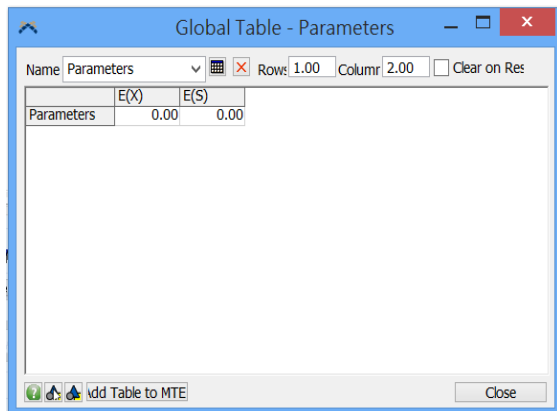 Global Table - Parameters
Name Parameters Rows 1.00 Columr 2.00 Clear on Res
E(X) E(S)
Parameters 0.00 0.00
Add Table to MTE Close